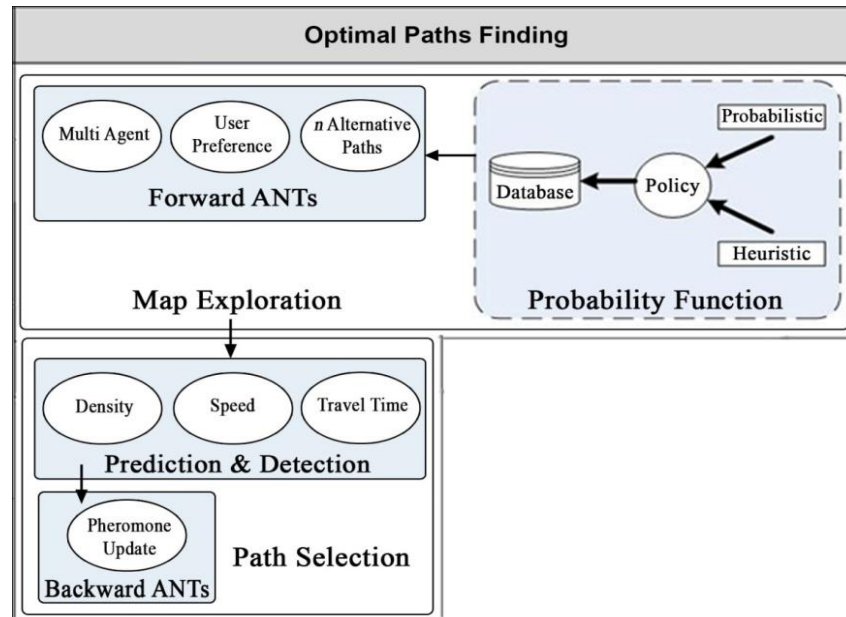 Optimal Paths Finding
Multi Agent
User
Preference
n Alternative
Paths
Forward ANTs
Probabilistic
Database
Policy
Heuristic
Map Exploration
Probability Function
Density
Speed
Travel Time
Prediction & Detection
Pheromone
Update
Path Selection
Backward ANTs